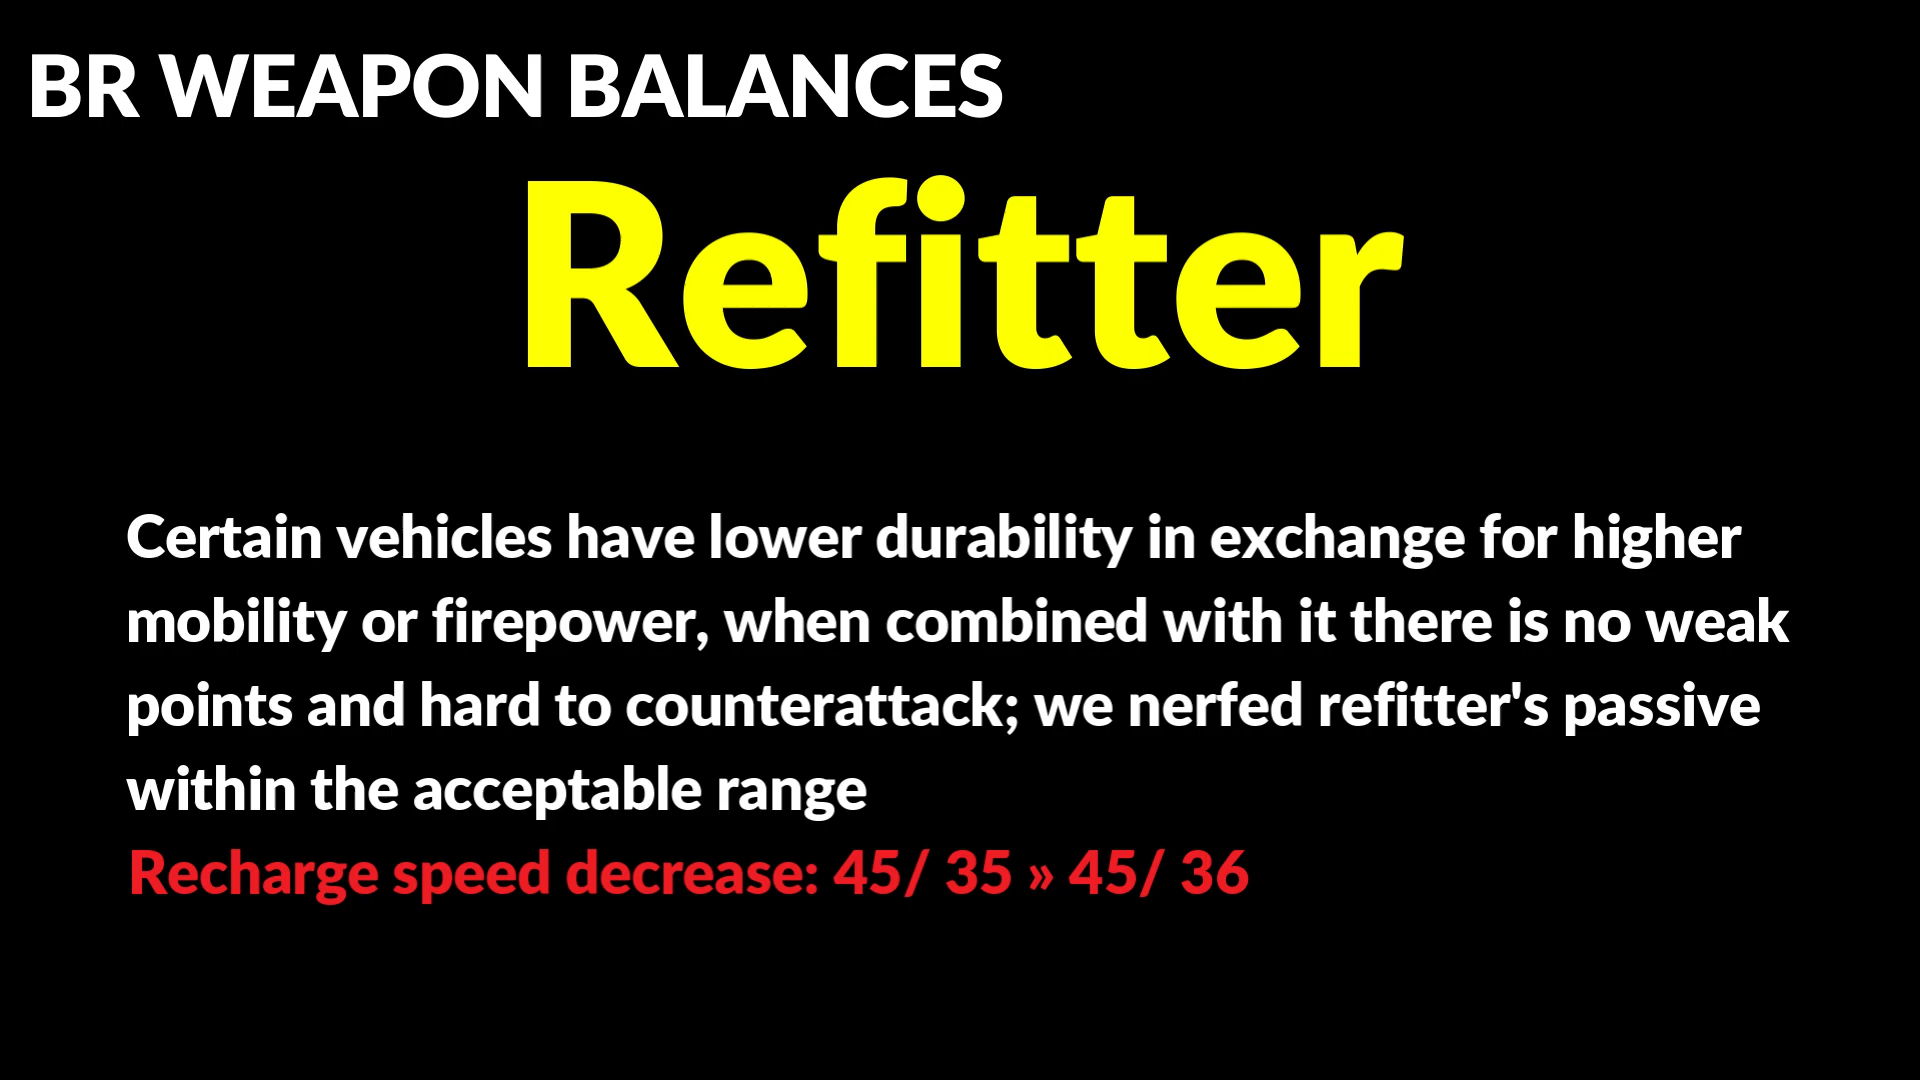 BR WEAPON BALANCES
Refitter
Certain vehicles have lower durability in exchange for higher
mobility or firepower, when combined with it there is no weak
points and hard to counterattack; we nerfed refitter's passive
within the acceptable range
Recharge speed decrease: 45/ 35 » 45/ 36